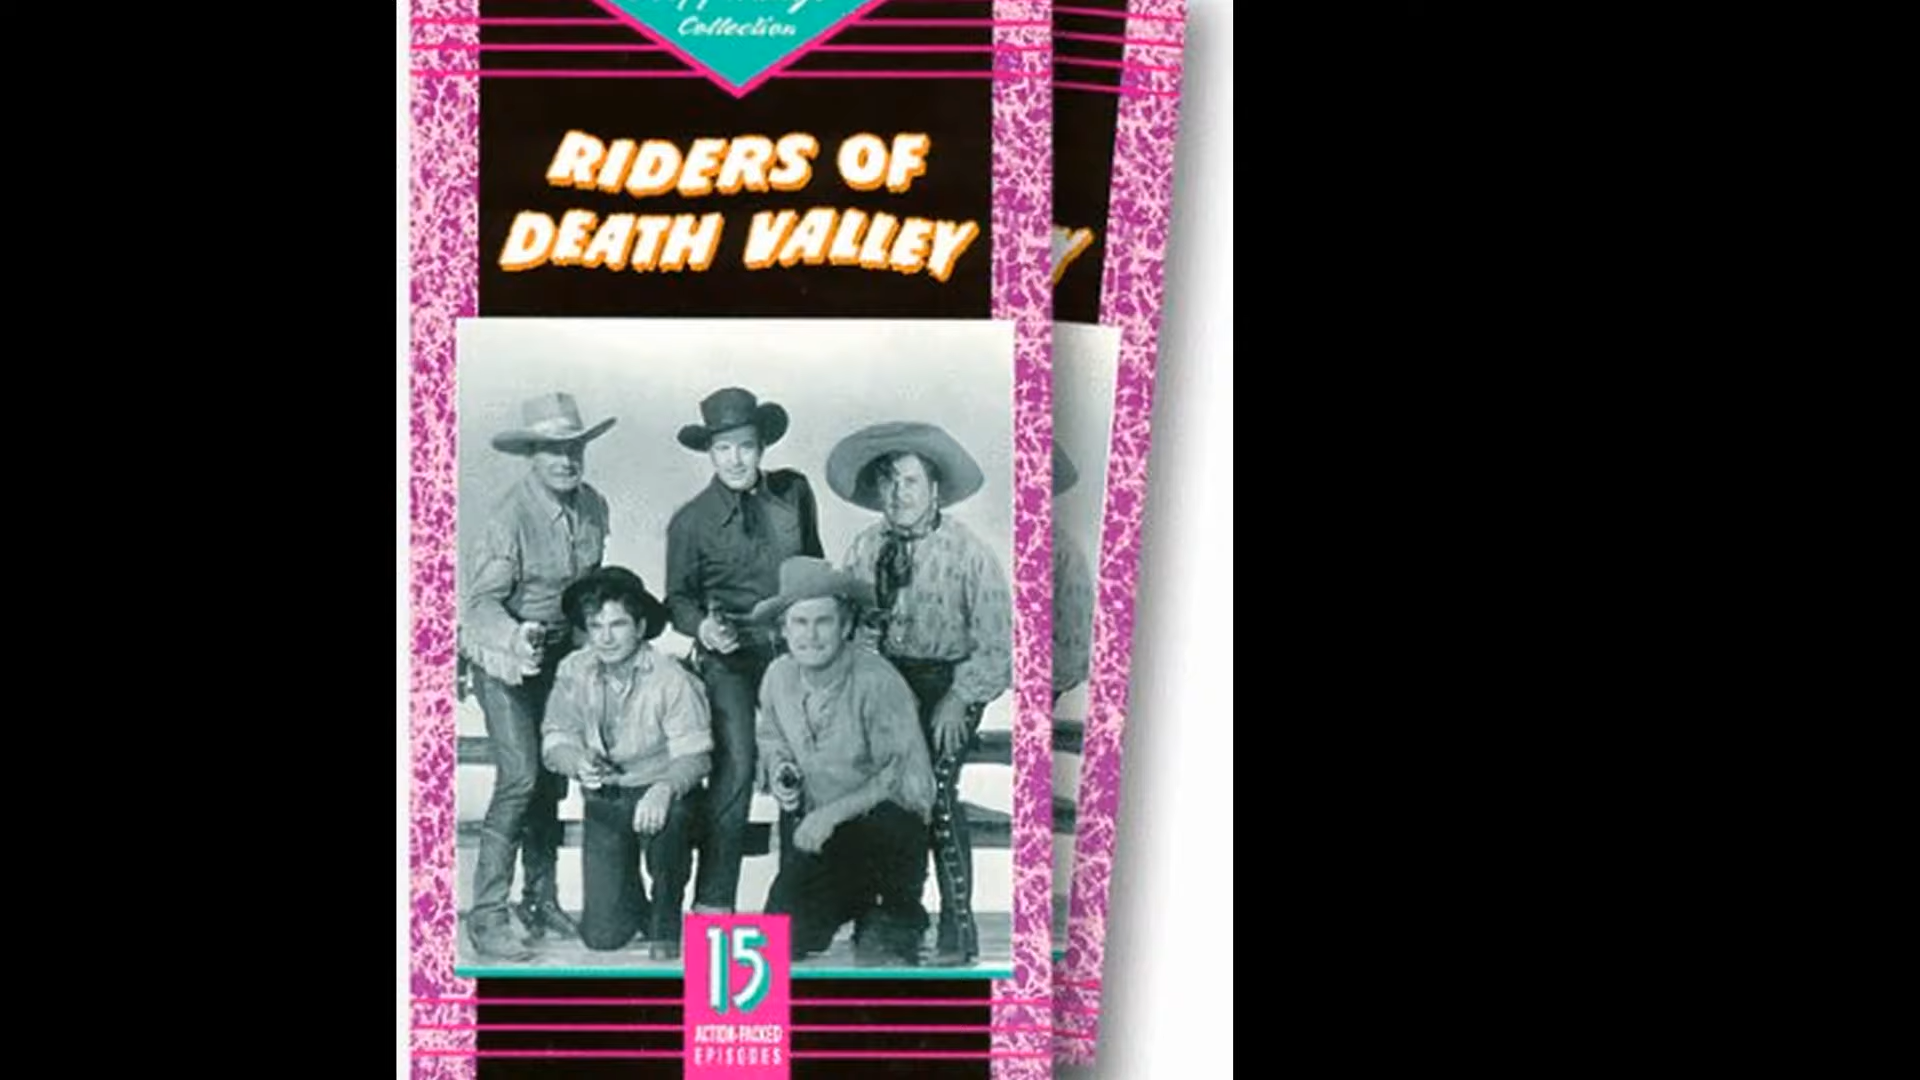 Collection
RIDERS OF
DEATH VALLEY
Y
15
ACTION-PACKED
EPISODES